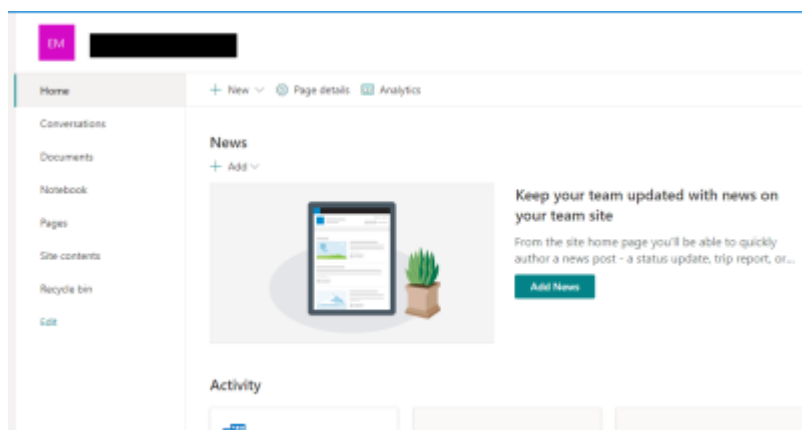 EM
Home
Conversations
Documents
Notebook
Pages
Site contents
Recycle bin
Edit
+ New Page details Analytics
News
+ Add
Keep your team updated with news on
your team site
From the site home page you'll be able to quickly
author a news post - a status update, trip report, or...
Add News
Activity